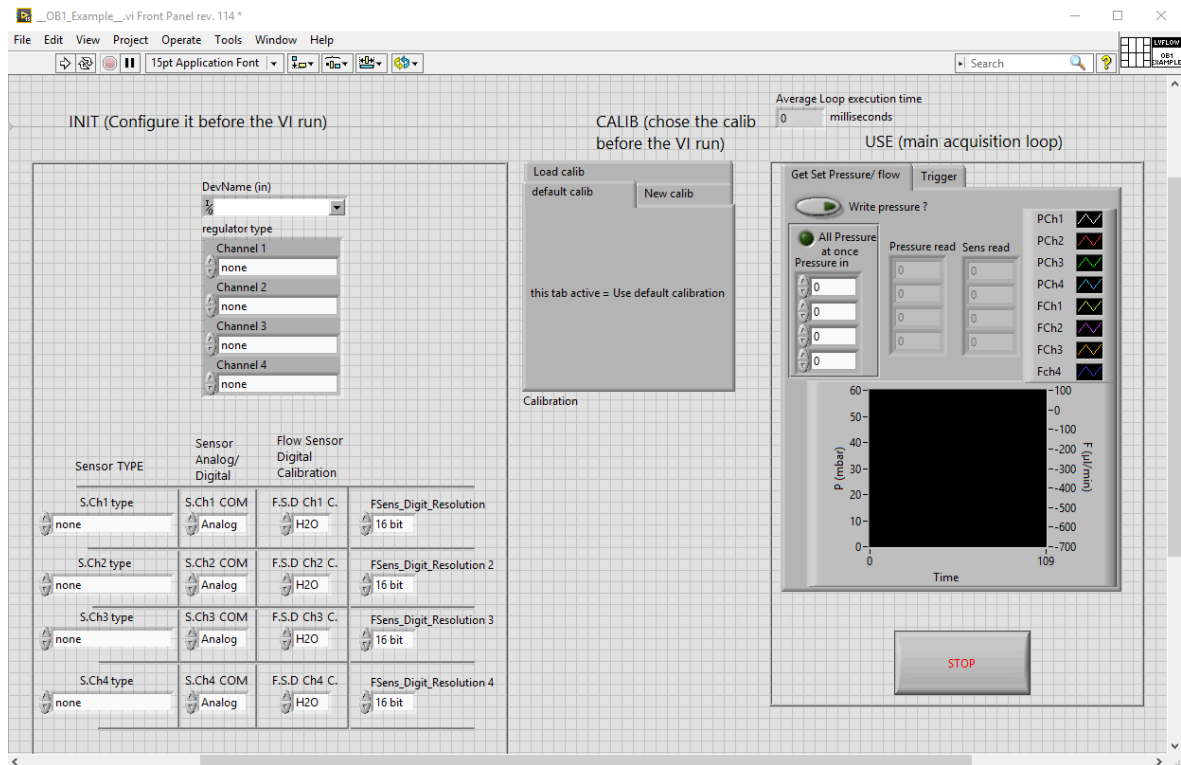 __OB1_Example__.vi Front Panel rev. 114 *
File Edit View Project Operate Tools Window Help
15pt Application Font
Search
LVFLOW
OB1
EXAMPLE
INIT (Configure it before the VI run)
DevName (in)
regulator type
Channel 1
none
Channel 2
none
Channel 3
none
Channel 4
none
Sensor TYPE
Sensor
Analog/
Digital
Flow Sensor
Digital
Calibration
S.Ch1 type S.Ch1 COM F.S.D Ch1 C. FSens_Digit_Resolution
none Analog H2O 16 bit
S.Ch2 type S.Ch2 COM F.S.D Ch2 C. FSens_Digit_Resolution 2
none Analog H2O 16 bit
S.Ch3 type S.Ch3 COM F.S.D Ch3 C. FSens_Digit_Resolution 3
none Analog H2O 16 bit
S.Ch4 type S.Ch4 COM F.S.D Ch4 C. FSens_Digit_Resolution 4
none Analog H2O 16 bit
CALIB (chose the calib
before the VI run)
Load calib
default calib New calib
this tab active = Use default calibration
Calibration
Average Loop execution time
0 milliseconds
USE (main acquisition loop)
Get Set Pressure/ flow Trigger
Write pressure ?
All Pressure
at once
Pressure in
0
0
0
0
Pressure read
0
0
0
0
Sens read
0
0
0
0
PCh1
PCh2
PCh3
PCh4
FCh1
FCh2
FCh3
Fch4
P (mbar)
60
50
40
30
20
10
0
0 109
Time
100
0
-100
-200
-300
-400
-500
-600
-700
F (µl/min)
STOP